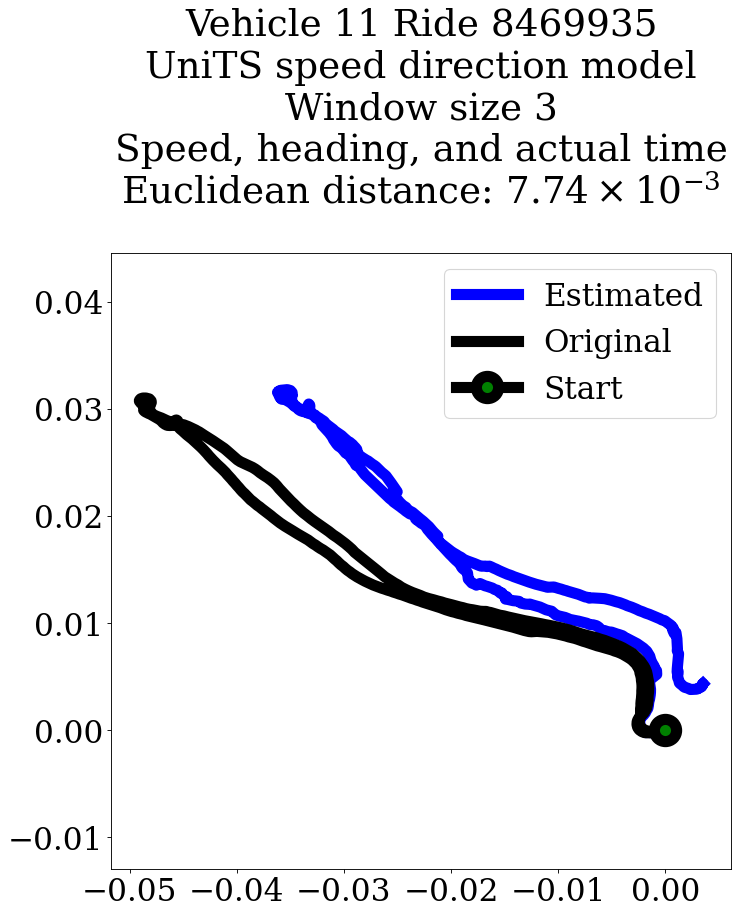 Vehicle 11 Ride 8469935
UniTS speed direction model
Window size 3
Speed, heading, and actual time
Euclidean distance: 7.74 × 10⁻³
Estimated
Original
Start
0.04
0.03
0.02
0.01
0.00
−0.01
−0.05 −0.04 −0.03 −0.02 −0.01 0.00